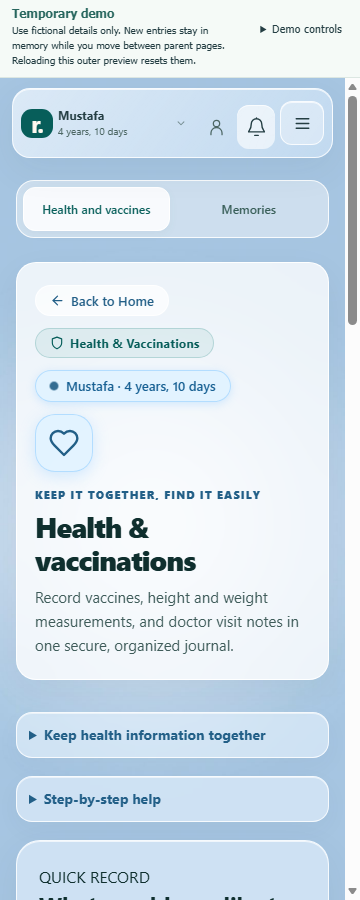 Temporary demo
Use fictional details only. New entries stay in
memory while you move between parent pages.
Reloading this outer preview resets them.
Demo controls
r.
Mustafa
4 years, 10 days
Health and vaccines
Memories
Back to Home
Health & Vaccinations
Mustafa · 4 years, 10 days
KEEP IT TOGETHER, FIND IT EASILY
Health &
vaccinations
Record vaccines, height and weight
measurements, and doctor visit notes in
one secure, organized journal.
Keep health information together
Step-by-step help
QUICK RECORD